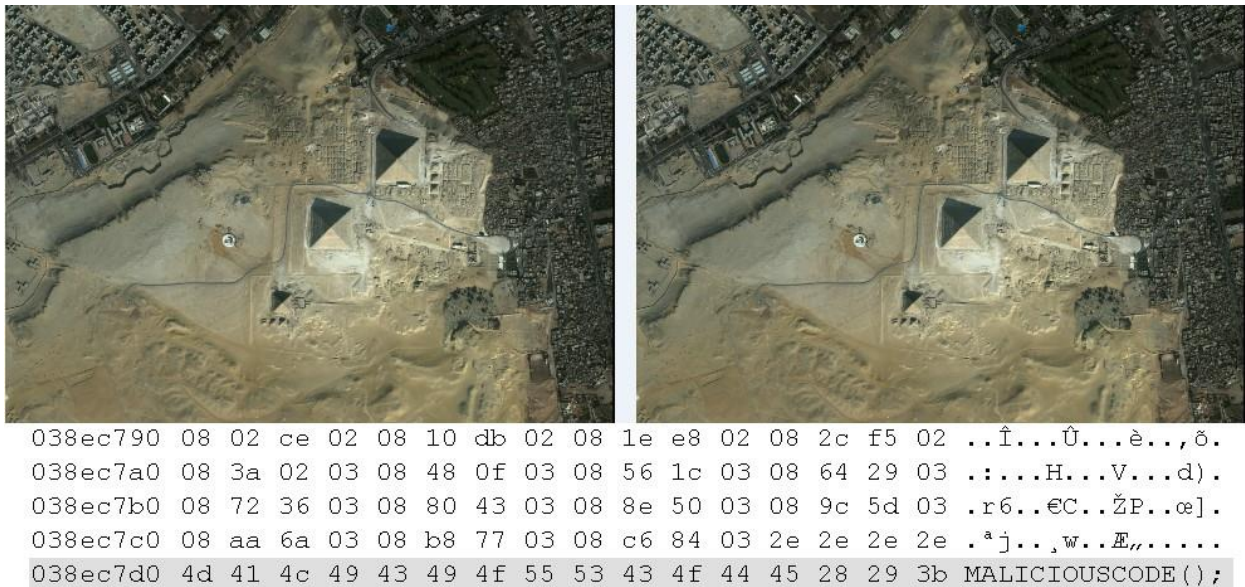 038ec790 08 02 ce 02 08 10 db 02 08 1e e8 02 08 2c f5 02 ..Î...Û...è..,õ.
038ec7a0 08 3a 02 03 08 48 0f 03 08 56 1c 03 08 64 29 03 .:...H...V...d).
038ec7b0 08 72 36 03 08 80 43 03 08 8e 50 03 08 9c 5d 03 .r6..€C..ŽP..œ].
038ec7c0 08 aa 6a 03 08 b8 77 03 08 c6 84 03 2e 2e 2e 2e .ªj..¸w..Æ„.....
038ec7d0 4d 41 4c 49 43 49 4f 55 53 43 4f 44 45 28 29 3b MALICIOUSCODE();